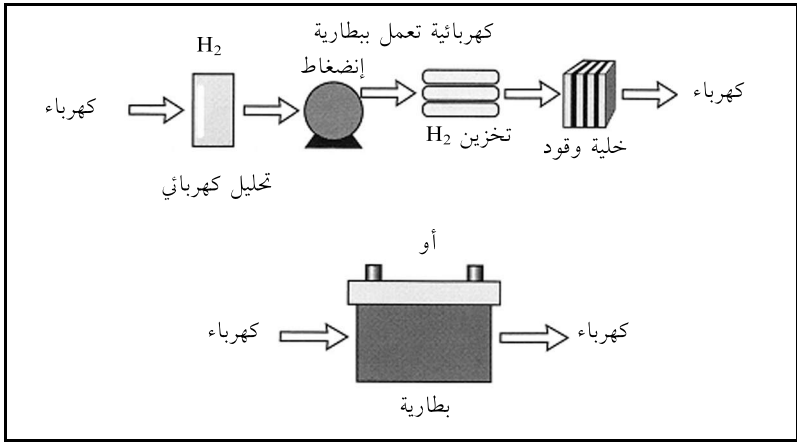 كهربائية تعمل ببطارية
H2
إنضغاط
كهرباء
كهرباء
تخزين H2
خلية وقود
تحليل كهربائي
أو
كهرباء
كهرباء
بطارية